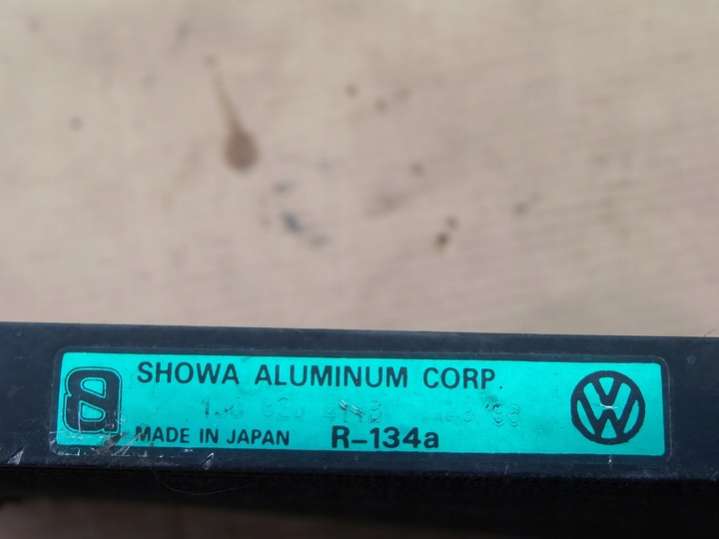 SHOWA ALUMINUM CORP.
MADE IN JAPAN R-134a